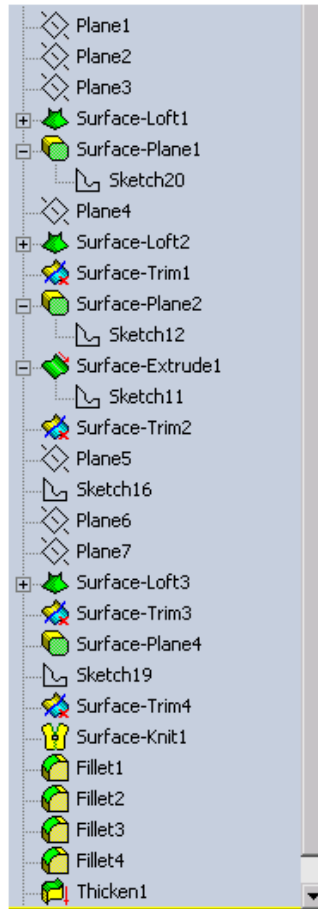 Plane1
Plane2
Plane3
Surface-Loft1
Surface-Plane1
Sketch20
Plane4
Surface-Loft2
Surface-Trim1
Surface-Plane2
Sketch12
Surface-Extrude1
Sketch11
Surface-Trim2
Plane5
Sketch16
Plane6
Plane7
Surface-Loft3
Surface-Trim3
Surface-Plane4
Sketch19
Surface-Trim4
Surface-Knit1
Fillet1
Fillet2
Fillet3
Fillet4
Thicken1